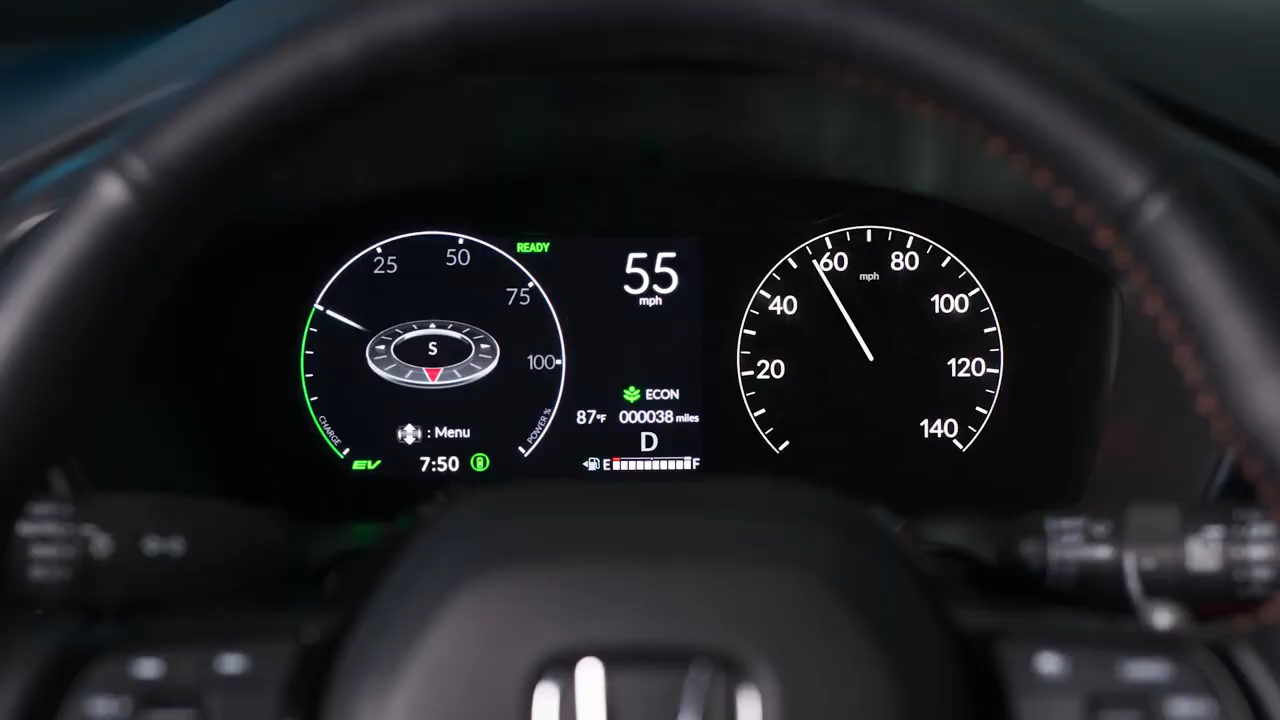 25
50
75
100
CHARGE
POWER %
S
: Menu
EV
7:50
READY
55
mph
ECON
87°F 000038 miles
D
E F
20
40
60
80
100
120
140
mph